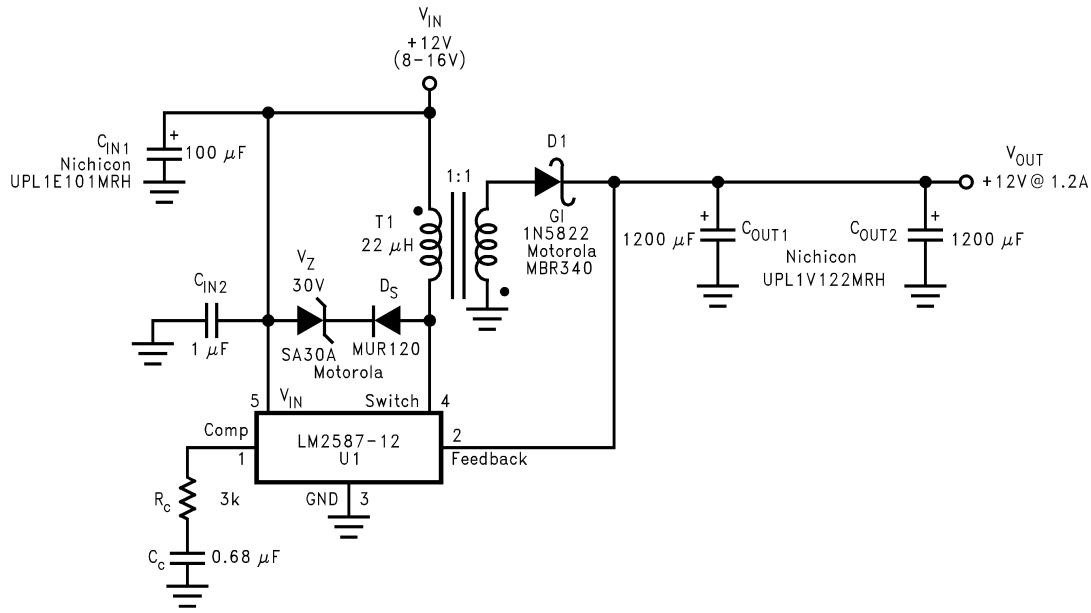 V_IN
+12V
(8-16V)
C_IN1
Nichicon
UPL1E101MRH
+
100 μF
T1
22 μH
1:1
D1
GI
1N5822
Motorola
MBR340
V_OUT
+12V @ 1.2A
1200 μF
+
C_OUT1
C_OUT2
+
1200 μF
Nichicon
UPL1V122MRH
C_IN2
1 μF
V_Z
30V
SA30A
D_S
MUR120
Motorola
5
V_IN
Switch
4
Comp
1
LM2587-12
U1
2
Feedback
GND
3
R_c
3k
C_c
0.68 μF